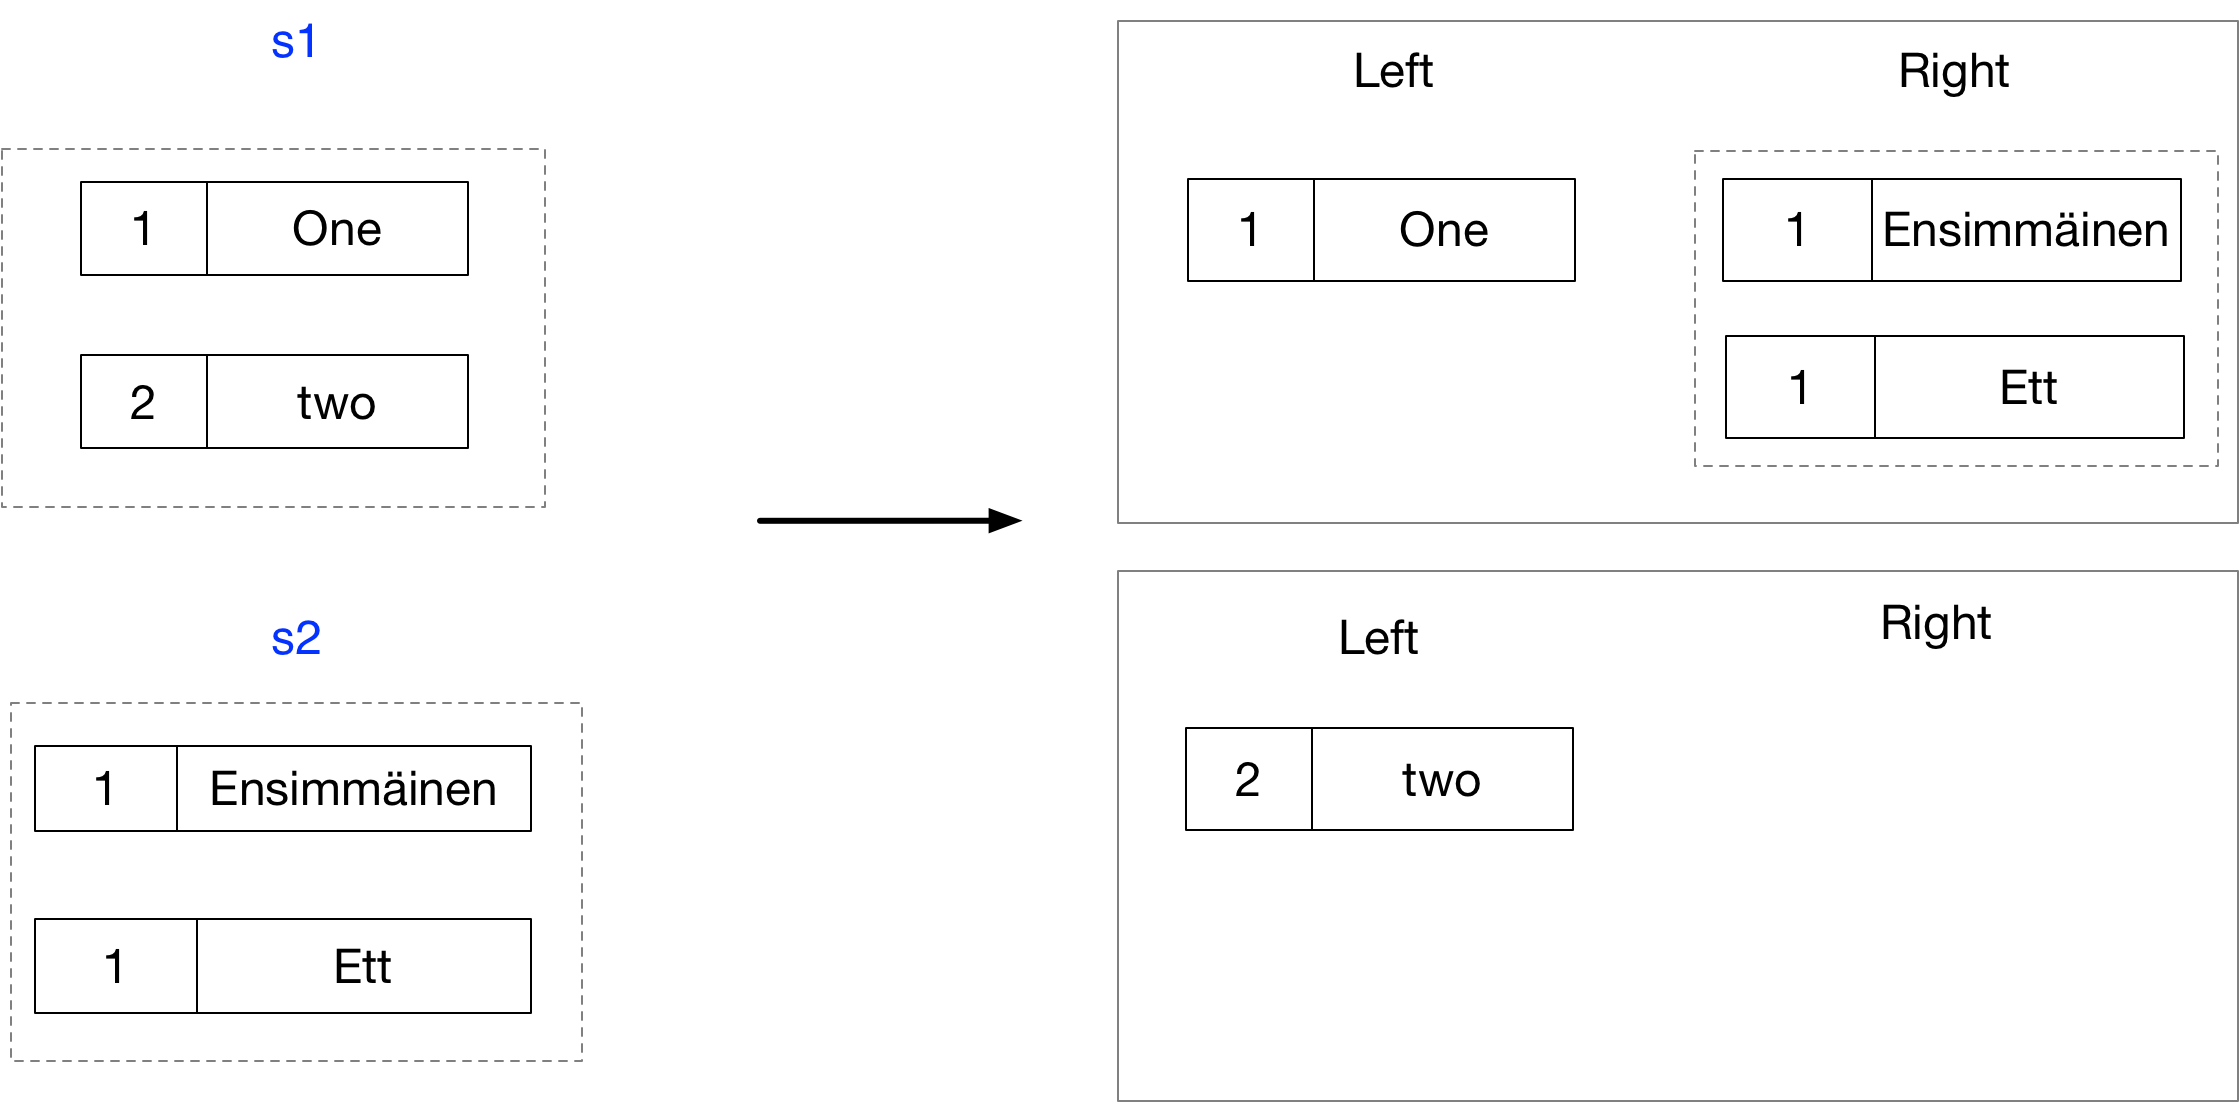 s1
1 One
2 two
s2
1 Ensimmäinen
1 Ett
Left Right
1 One 1 Ensimmäinen
1 Ett
Left Right
2 two